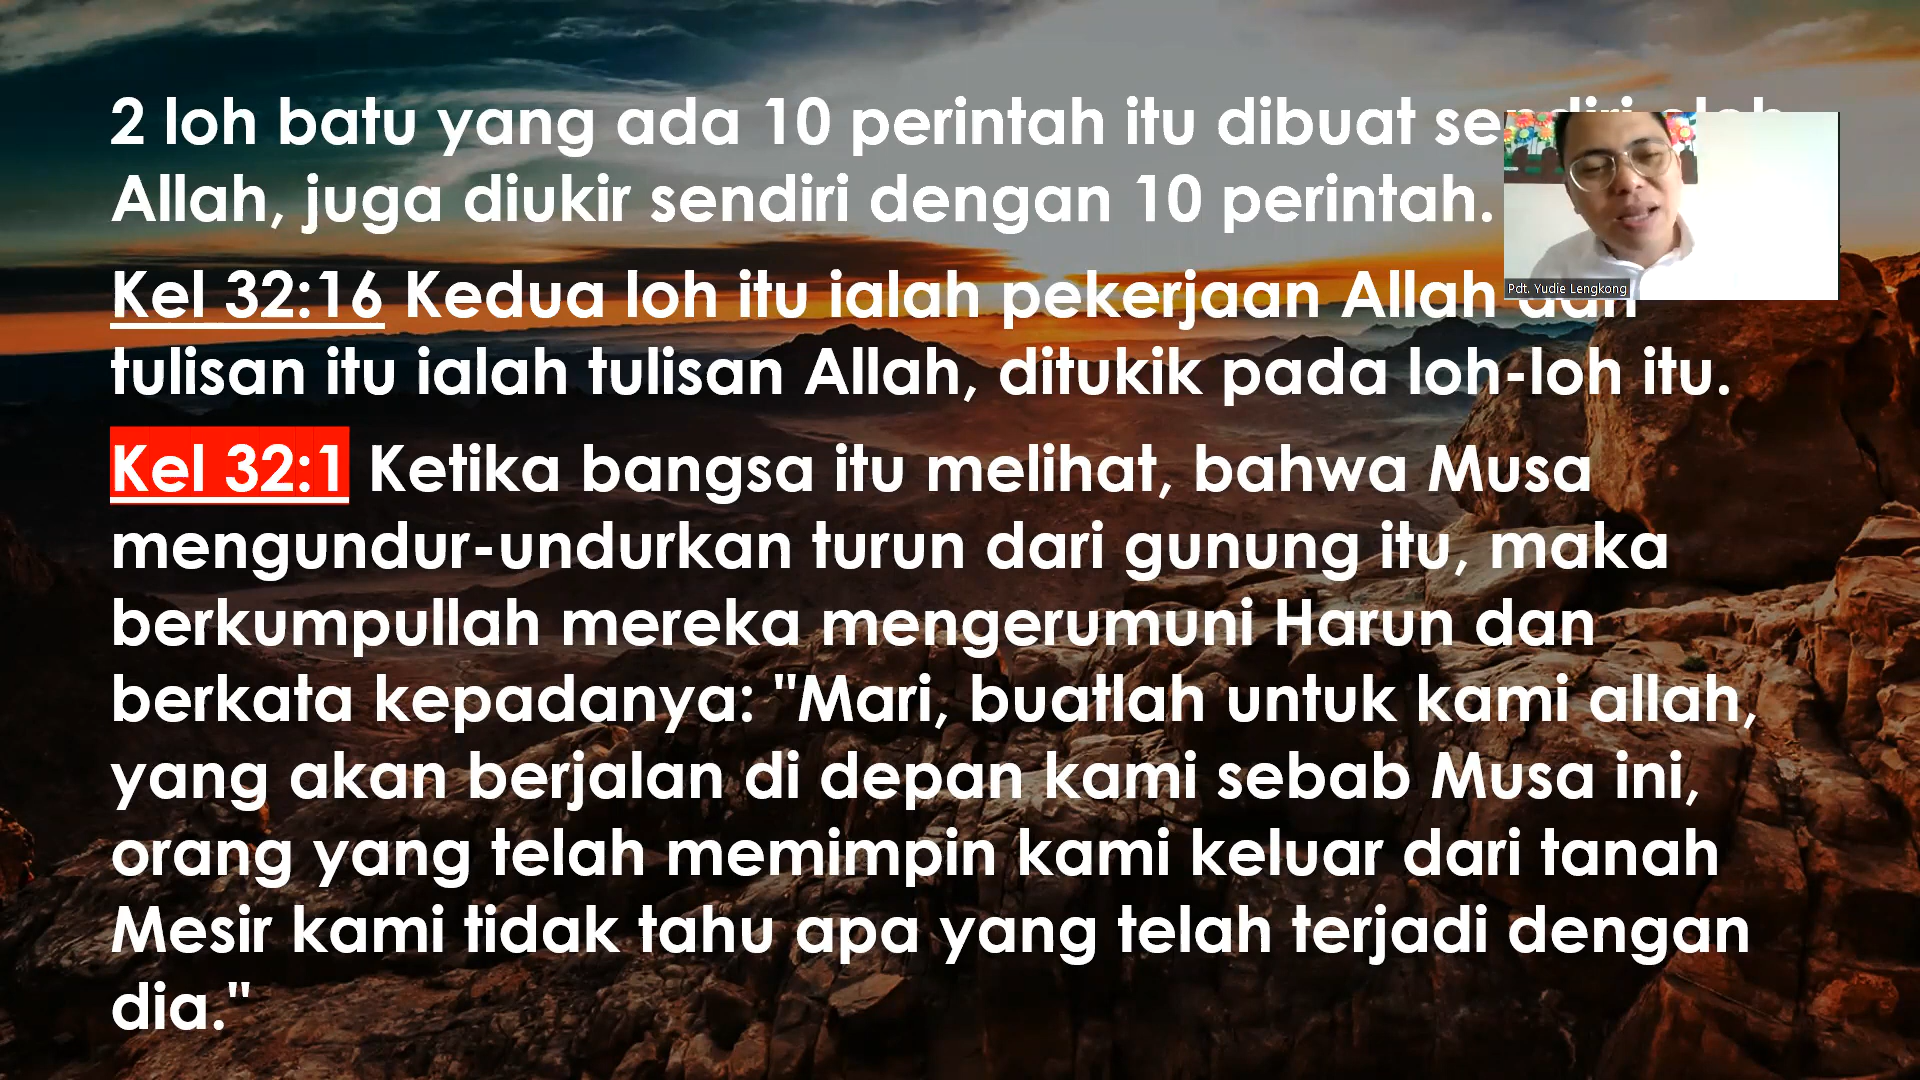 2 loh batu yang ada 10 perintah itu dibuat sendiri oleh
Allah, juga diukir sendiri dengan 10 perintah.
Pdt. Yudie Lengkong
Kel 32:16 Kedua loh itu ialah pekerjaan Allah dan
tulisan itu ialah tulisan Allah, ditukik pada loh-loh itu.
Kel 32:1 Ketika bangsa itu melihat, bahwa Musa
mengundur-undurkan turun dari gunung itu, maka
berkumpullah mereka mengerumuni Harun dan
berkata kepadanya: "Mari, buatlah untuk kami allah,
yang akan berjalan di depan kami sebab Musa ini,
orang yang telah memimpin kami keluar dari tanah
Mesir kami tidak tahu apa yang telah terjadi dengan
dia."